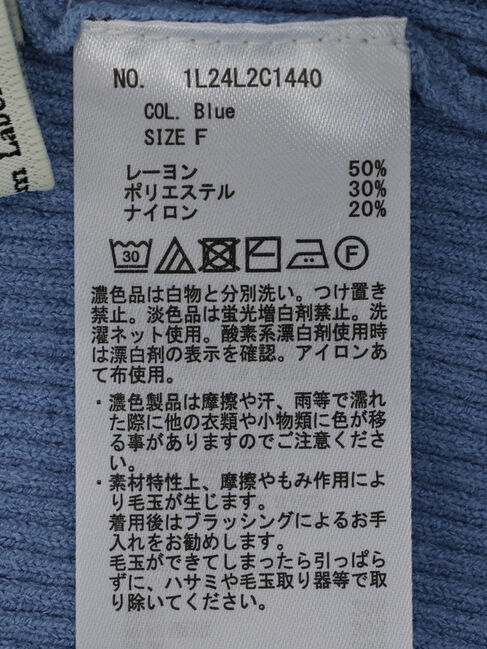 m Label
NO. 1L24L2C1440
COL. Blue
SIZE F
レーヨン 50%
ポリエステル 30%
ナイロン 20%
30 F
濃色品は白物と分別洗い。つけ置き
禁止。淡色品は蛍光増白剤禁止。洗
濯ネット使用。酸素系漂白剤使用時
は漂白剤の表示を確認。アイロンあ
て布使用。
・濃色製品は摩擦や汗、雨等で濡れ
た際に他の衣類や小物類に色が移
る事がありますのでご注意くださ
い。
・素材特性上、摩擦やもみ作用によ
り毛玉が生じます。
着用後はブラッシングによるお手
入れをお勧めします。
毛玉ができてしまったら引っぱら
ずに、ハサミや毛玉取り器等で取
り除いてください。